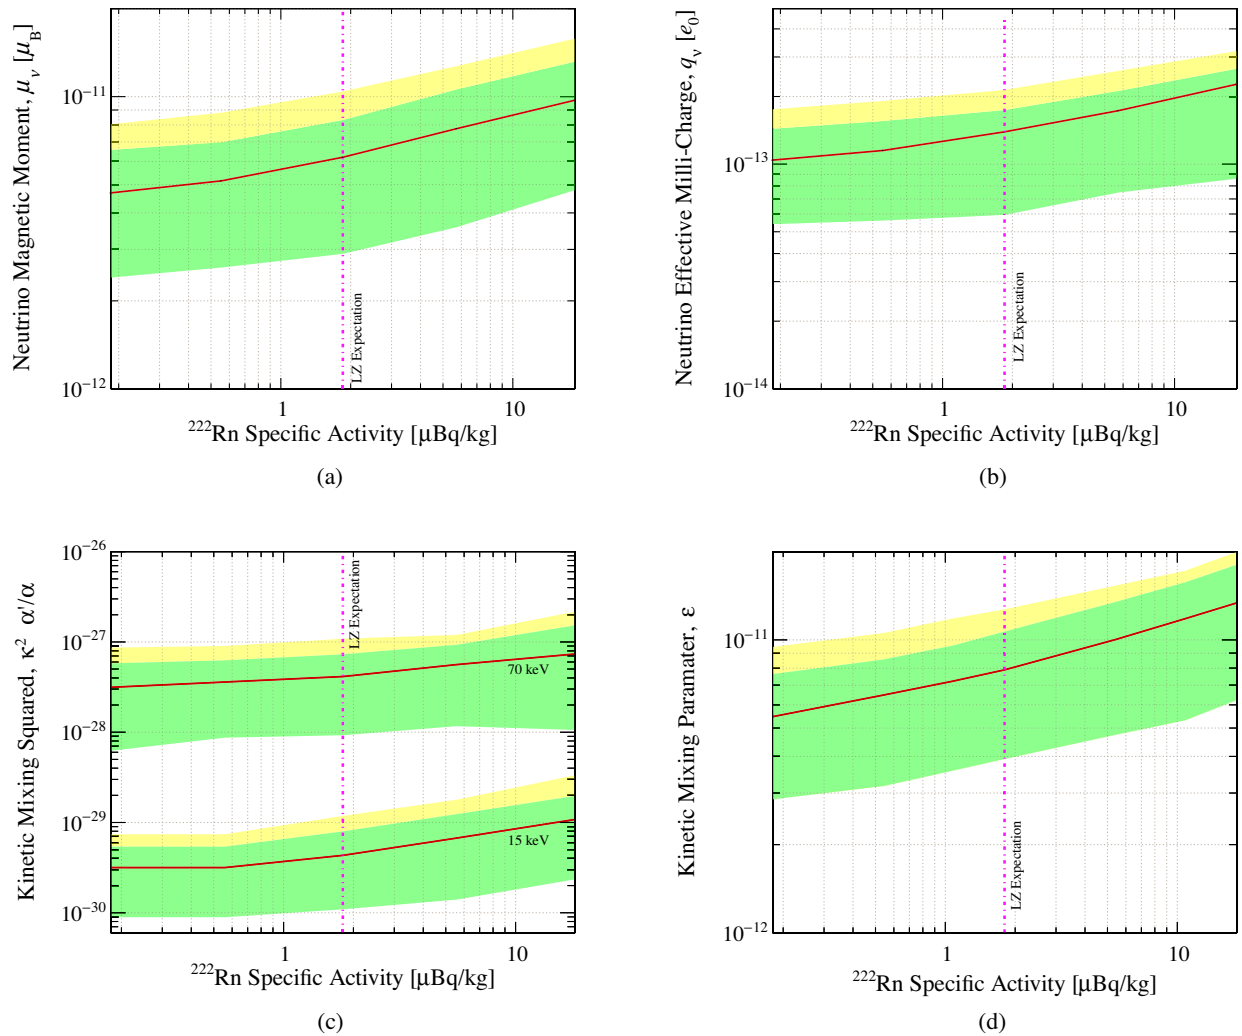 Neutrino Magnetic Moment, μ_ν [μ_B]
10⁻¹¹
10⁻¹²
LZ Expectation
1
10
²²²Rn Specific Activity [μBq/kg]
(a)
Neutrino Effective Milli-Charge, q_ν [e₀]
10⁻¹³
10⁻¹⁴
LZ Expectation
1
10
²²²Rn Specific Activity [μBq/kg]
(b)
Kinetic Mixing Squared, κ² α'/α
10⁻²⁶
10⁻²⁷
10⁻²⁸
10⁻²⁹
10⁻³⁰
LZ Expectation
70 keV
15 keV
1
10
²²²Rn Specific Activity [μBq/kg]
(c)
Kinetic Mixing Paramater, ε
10⁻¹¹
10⁻¹²
LZ Expectation
1
10
²²²Rn Specific Activity [μBq/kg]
(d)